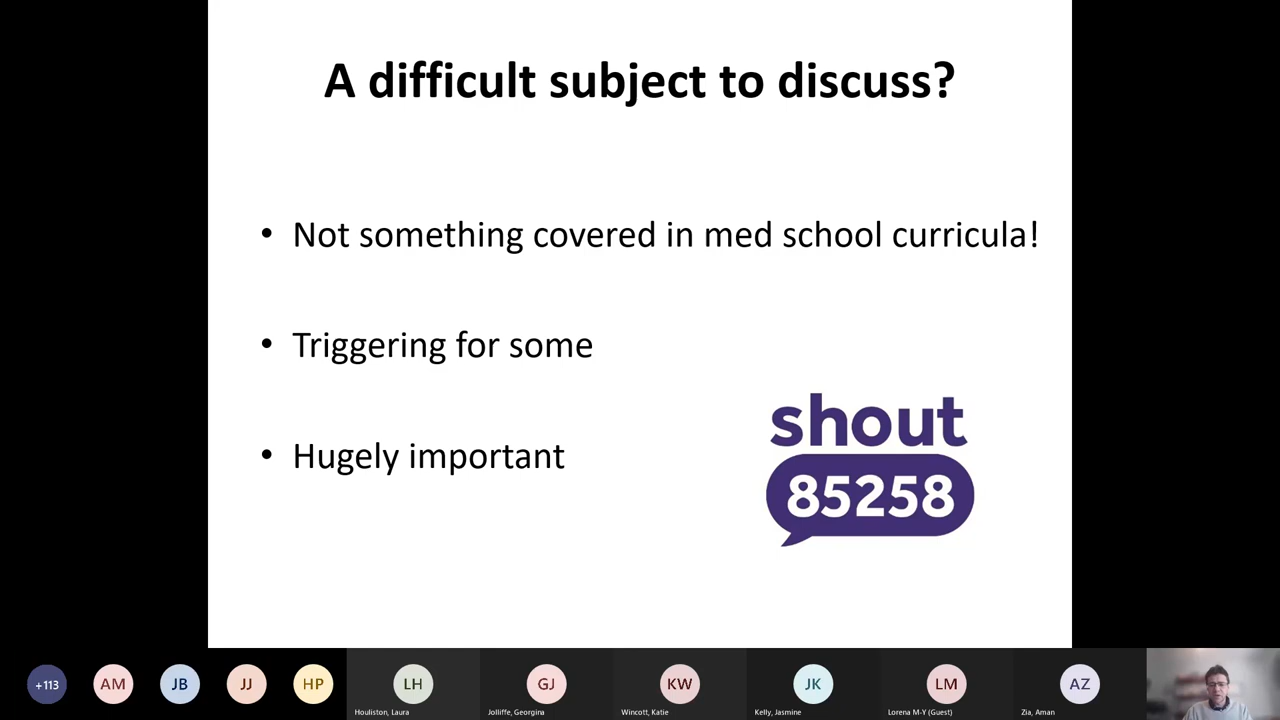 A difficult subject to discuss?
• Not something covered in med school curricula!
• Triggering for some
• Hugely important
shout
85258
+113
AM
JB
JJ
HP
LH
GJ
KW
JK
LM
AZ
Houliston, Laura
Jolliffe, Georgina
Wincott, Katie
Kelly, Jasmine
Lorena M-Y (Guest)
Zia, Aman